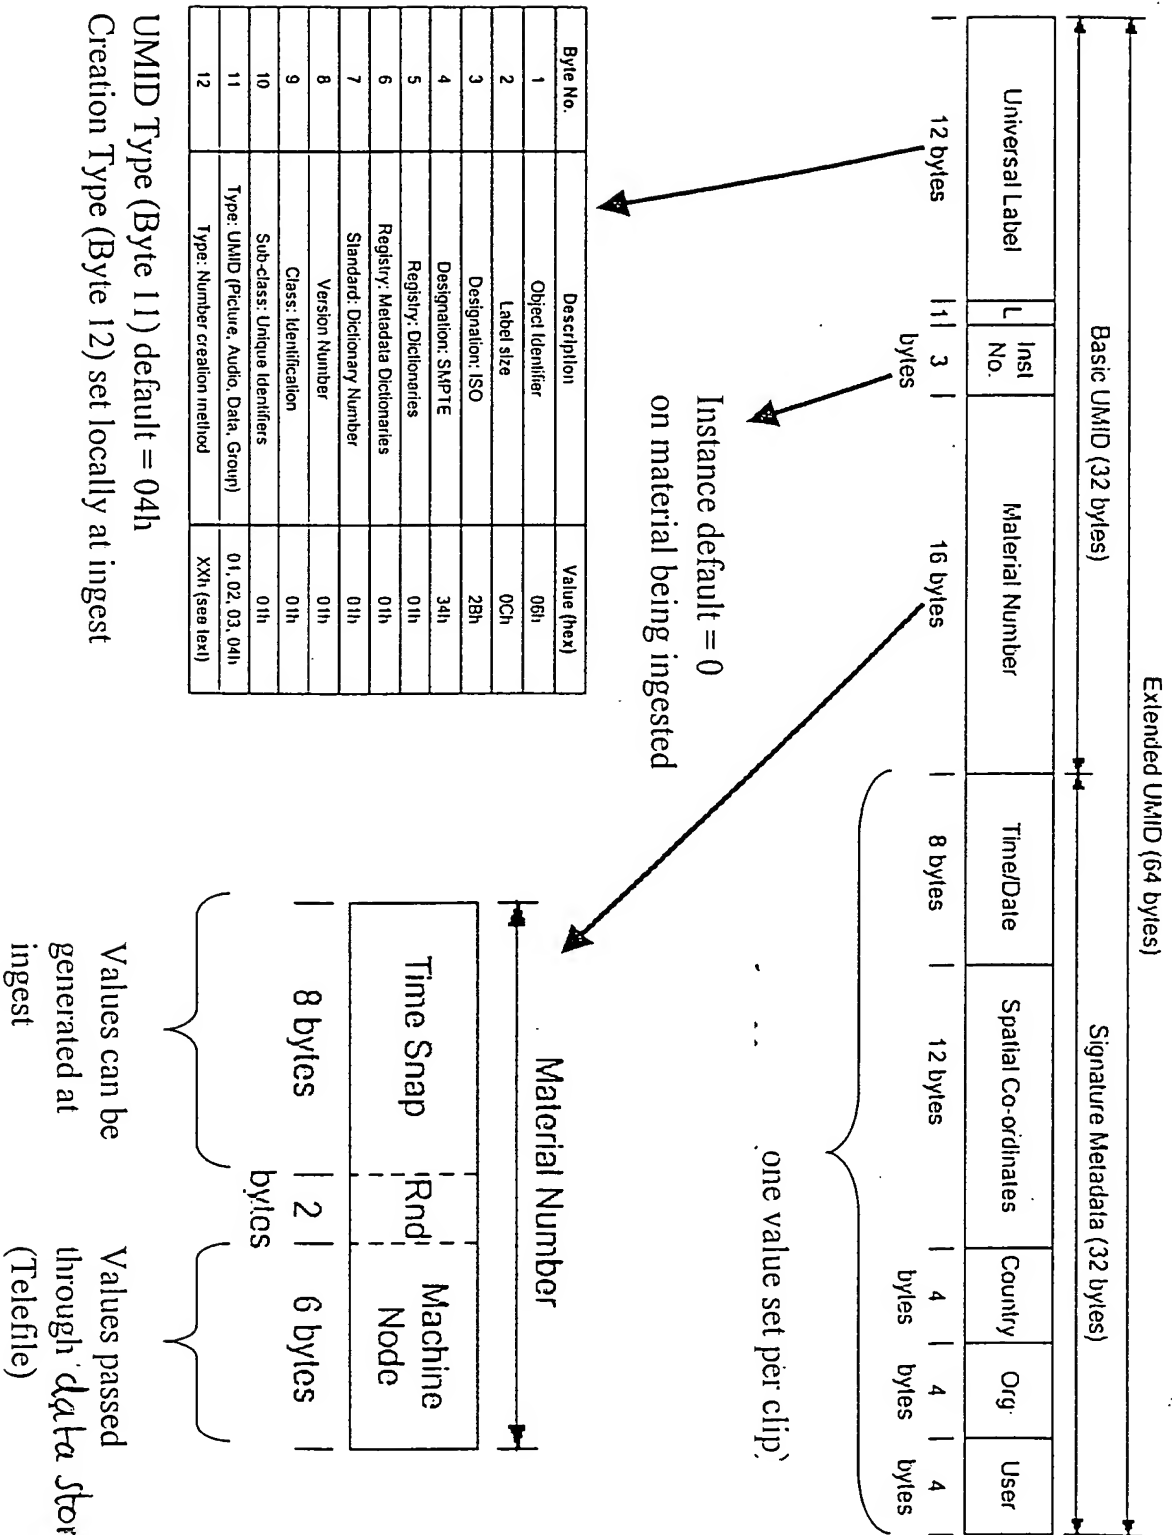 Extended UMID (64 bytes)
Basic UMID (32 bytes)
Signature Metadata (32 bytes)
Universal Label
L
Inst
No.
Material Number
Time/Date
Spatial Co-ordinates
Country
Org
User
12 bytes
1
3
bytes
16 bytes
8 bytes
12 bytes
4
bytes
4
bytes
4
bytes
Instance default = 0
on material being ingested
one value set per clip
Byte No.
Description
Value (hex)
1
Object Identifier
06h
2
Label size
0Ch
3
Designation: ISO
2Bh
4
Designation: SMPTE
34h
5
Registry: Dictionaries
01h
6
Registry: Metadata Dictionaries
01h
7
Standard: Dictionary Number
01h
8
Version Number
01h
9
Class: Identification
01h
10
Sub-class: Unique Identifiers
01h
11
Type: UMID (Picture, Audio, Data, Group)
01, 02, 03, 04h
12
Type: Number creation method
XXh (see text)
UMID Type (Byte 11) default = 04h
Creation Type (Byte 12) set locally at ingest
Material Number
Time Snap
Rnd
Machine
Node
8 bytes
2
bytes
6 bytes
Values can be
generated at
ingest
Values passed
through data stor
(Telefile)